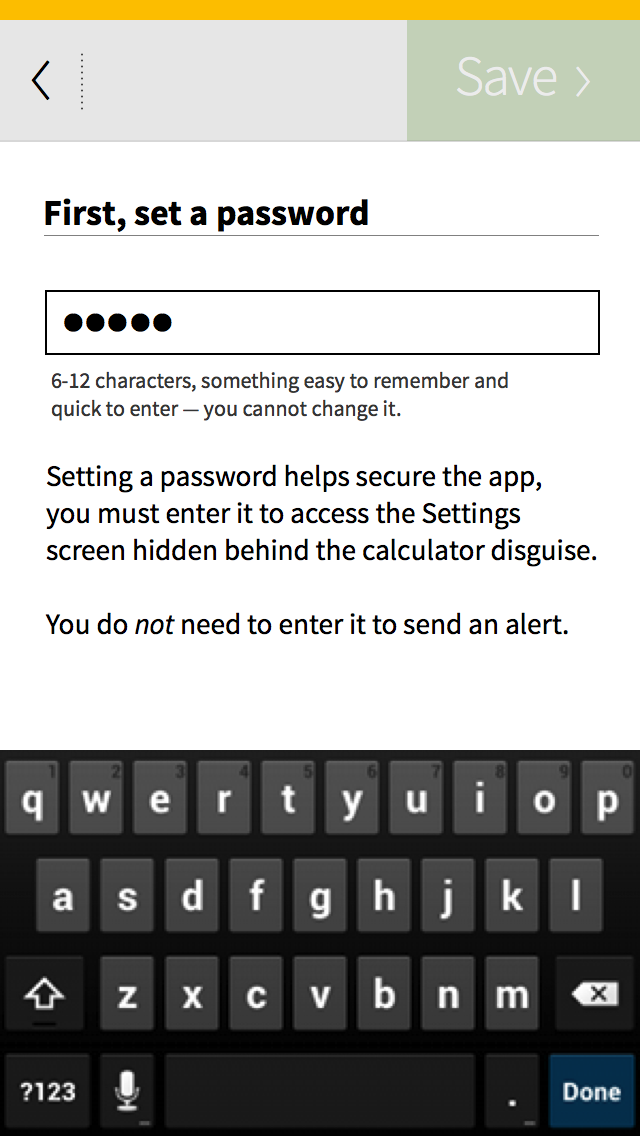 Save
First, set a password
●●●●●
6-12 characters, something easy to remember and
quick to enter — you cannot change it.
Setting a password helps secure the app,
you must enter it to access the Settings
screen hidden behind the calculator disguise.
You do not need to enter it to send an alert.
1 2 3 4 5 6 7 8 9 0
q w e r t y u i o p
a s d f g h j k l
z x c v b n m
?123 . Done